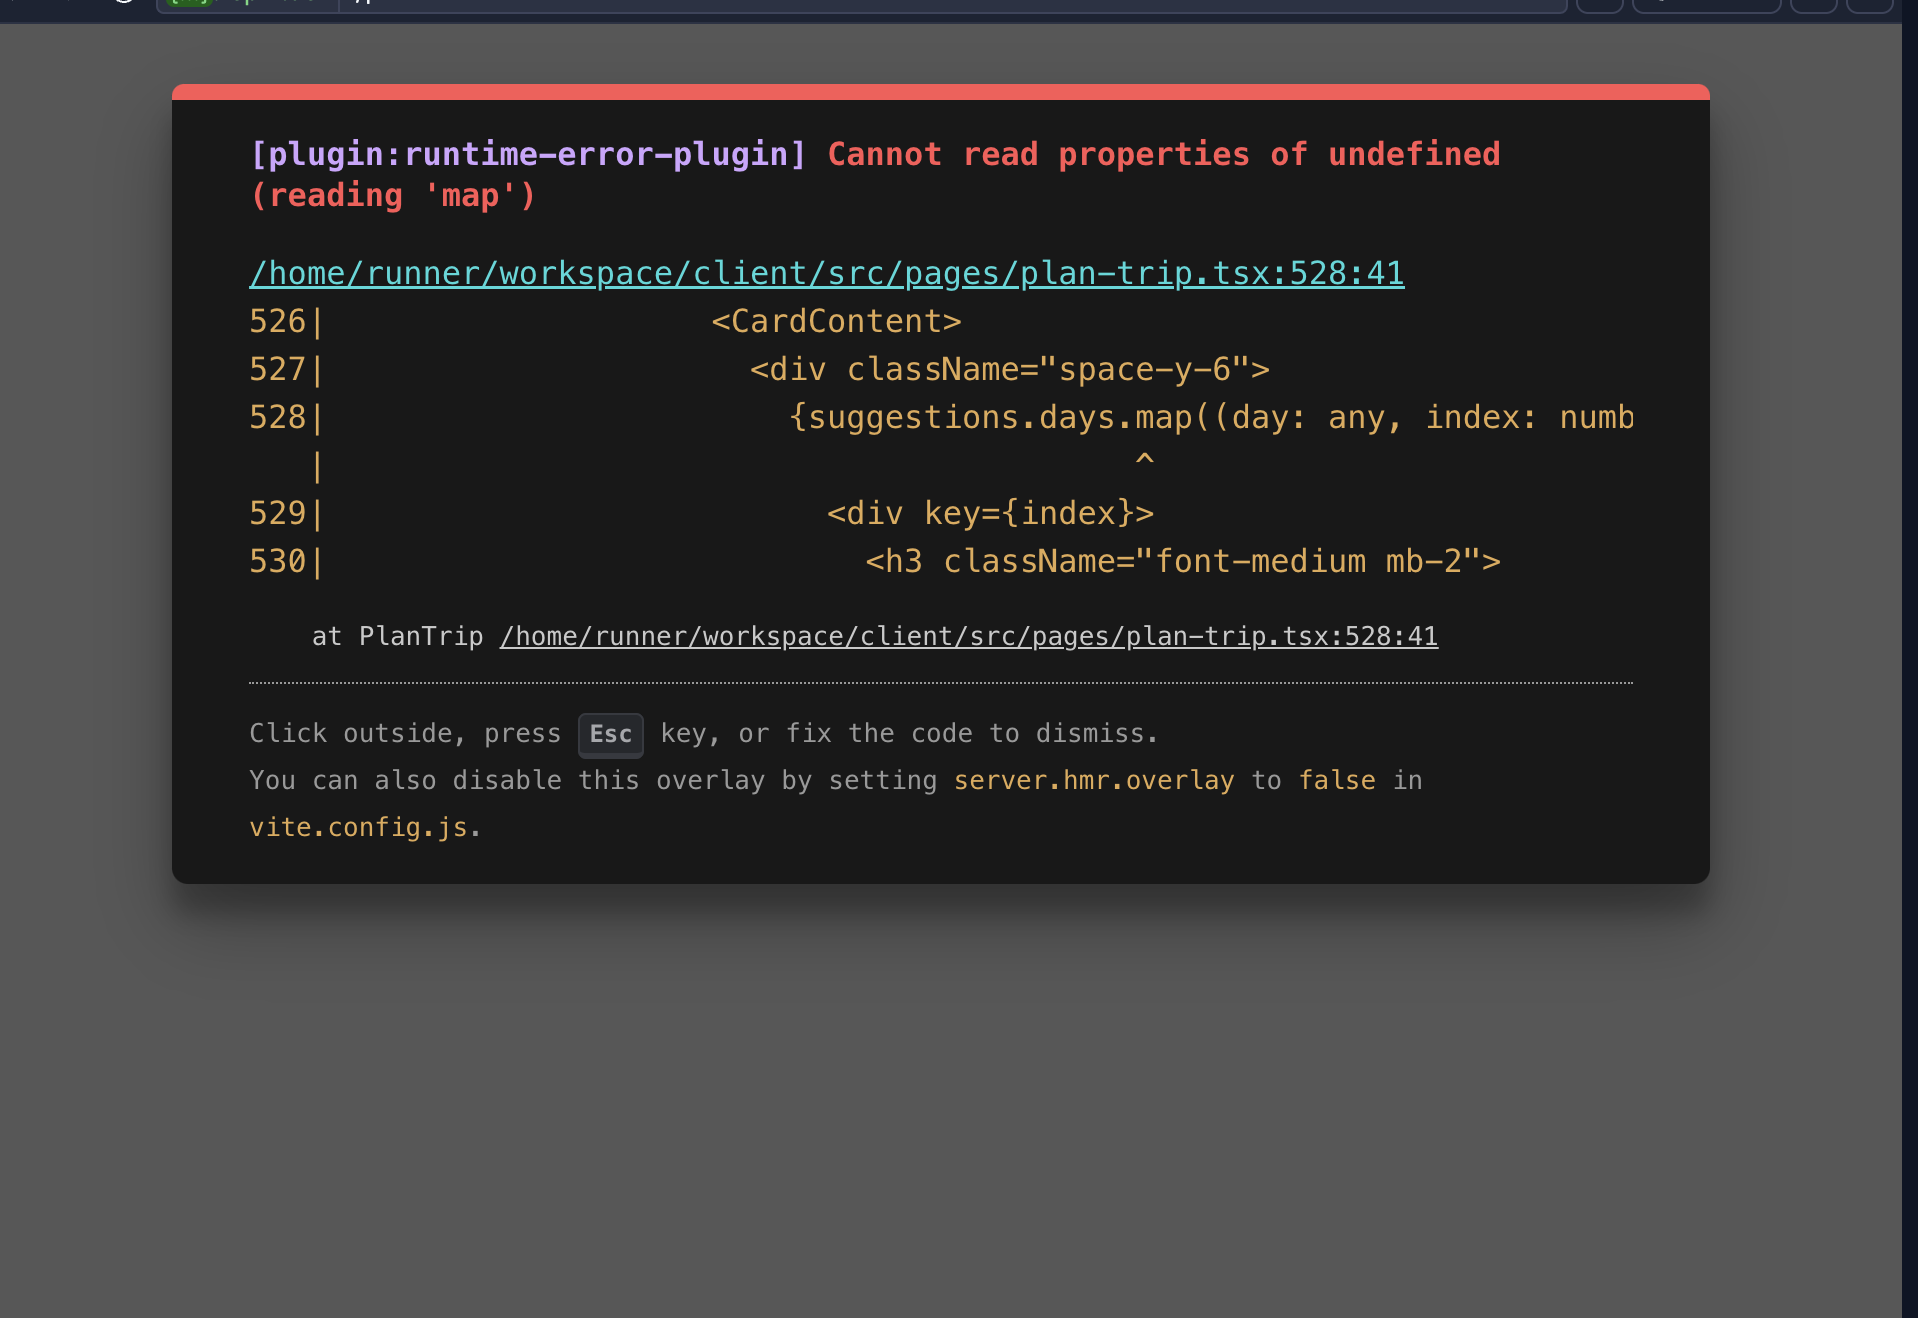 [plugin:runtime-error-plugin] Cannot read properties of undefined
(reading 'map')
/home/runner/workspace/client/src/pages/plan-trip.tsx:528:41
526|                    <CardContent>
527|                      <div className="space-y-6">
528|                        {suggestions.days.map((day: any, index: numb
   |                                          ^
529|                          <div key={index}>
530|                            <h3 className="font-medium mb-2">
at PlanTrip /home/runner/workspace/client/src/pages/plan-trip.tsx:528:41
Click outside, press Esc key, or fix the code to dismiss.
You can also disable this overlay by setting server.hmr.overlay to false in
vite.config.js.